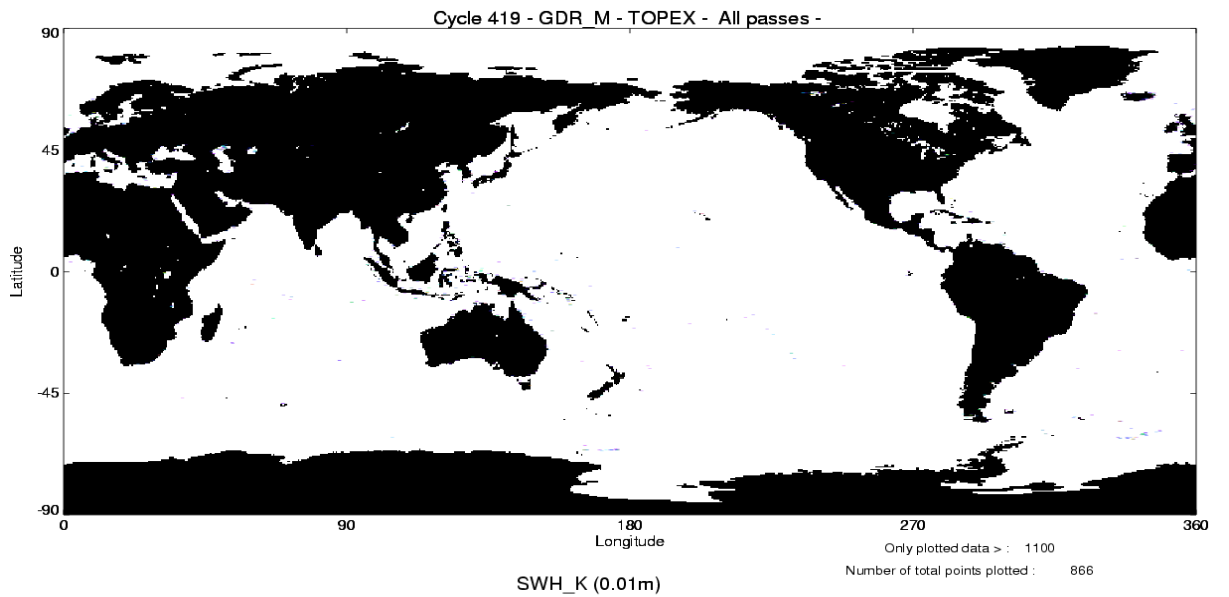 Cycle 419 - GDR_M - TOPEX - All passes -
90
45
0
-45
-90
Latitude
0 90 180 270 360
Longitude
Only plotted data > : 1100
Number of total points plotted : 866
SWH_K (0.01m)